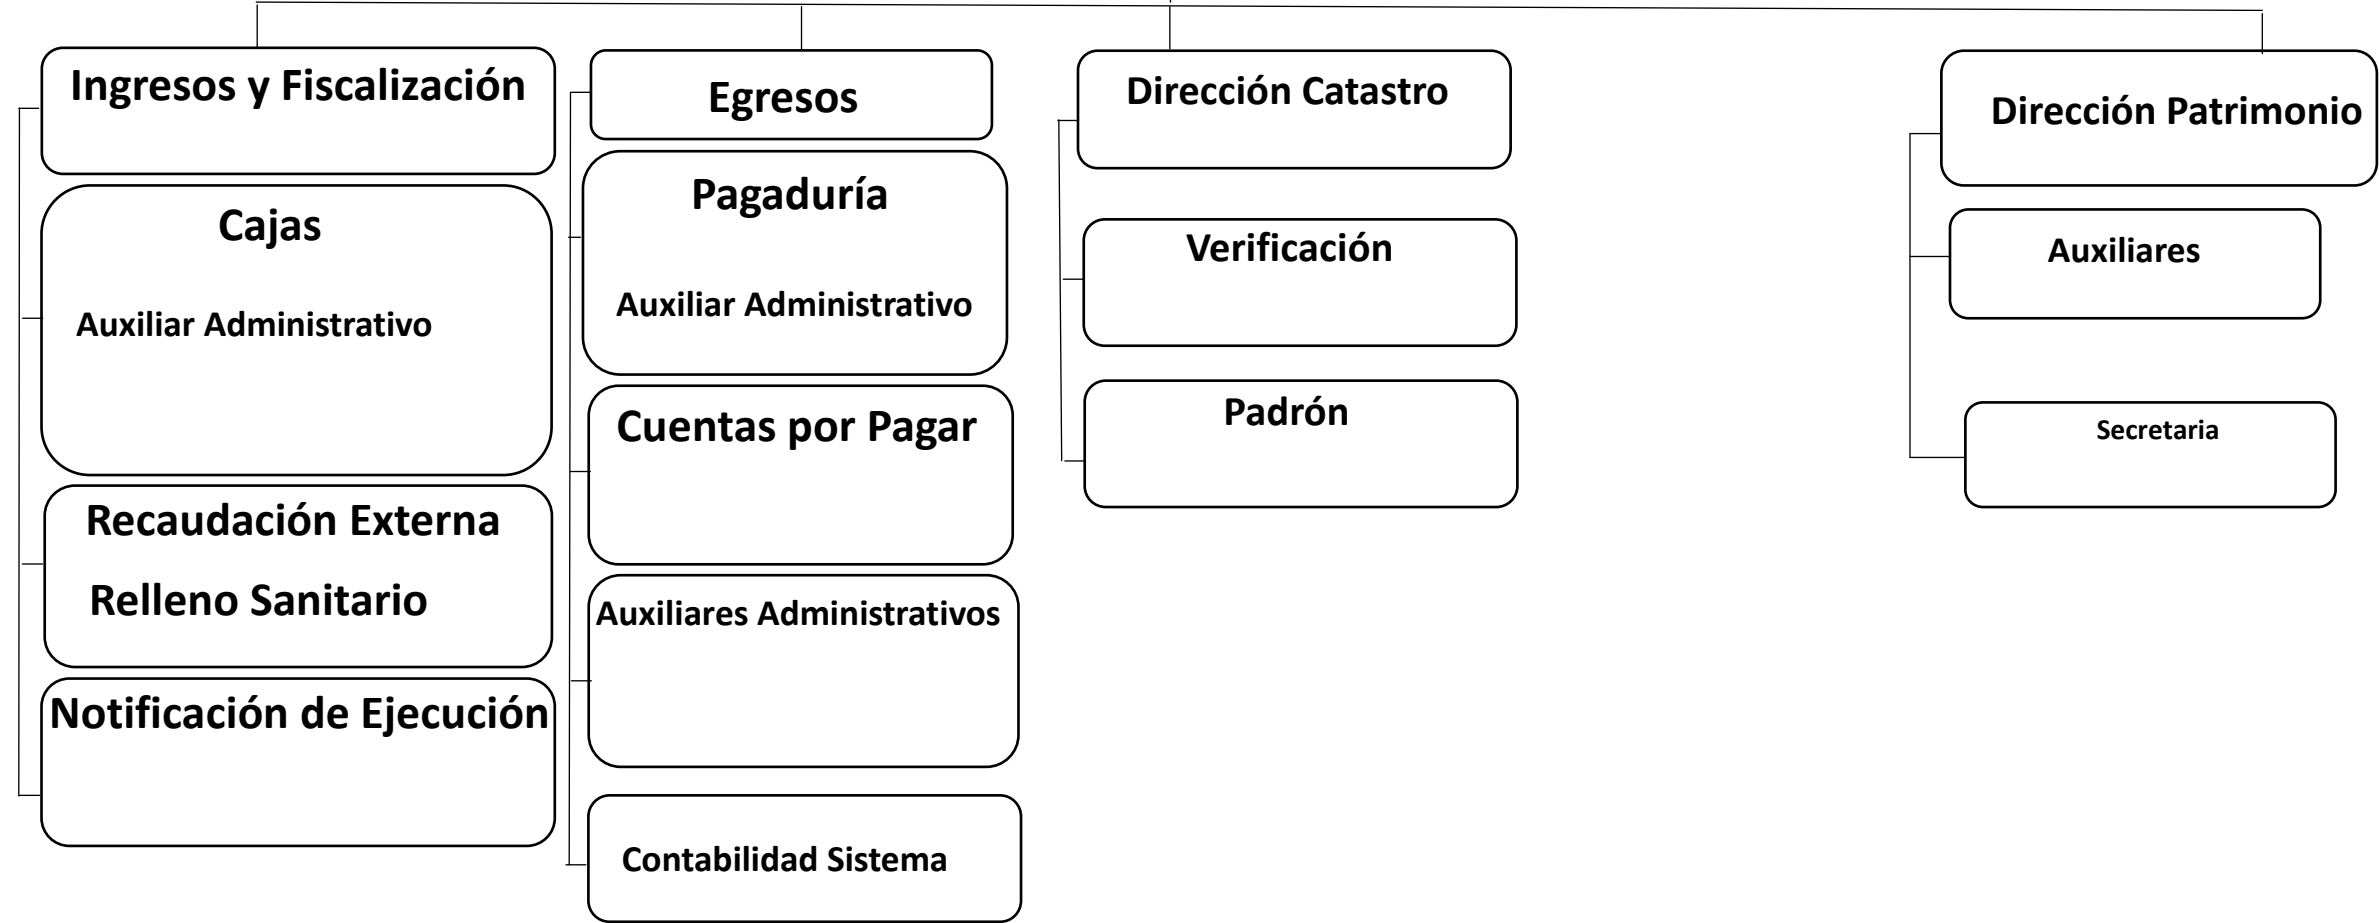 Ingresos y Fiscalización
Cajas
Auxiliar Administrativo
Recaudación Externa
Relleno Sanitario
Notificación de Ejecución
Egresos
Pagaduría
Auxiliar Administrativo
Cuentas por Pagar
Auxiliares Administrativos
Contabilidad Sistema
Dirección Catastro
Verificación
Padrón
Dirección Patrimonio
Auxiliares
Secretaria